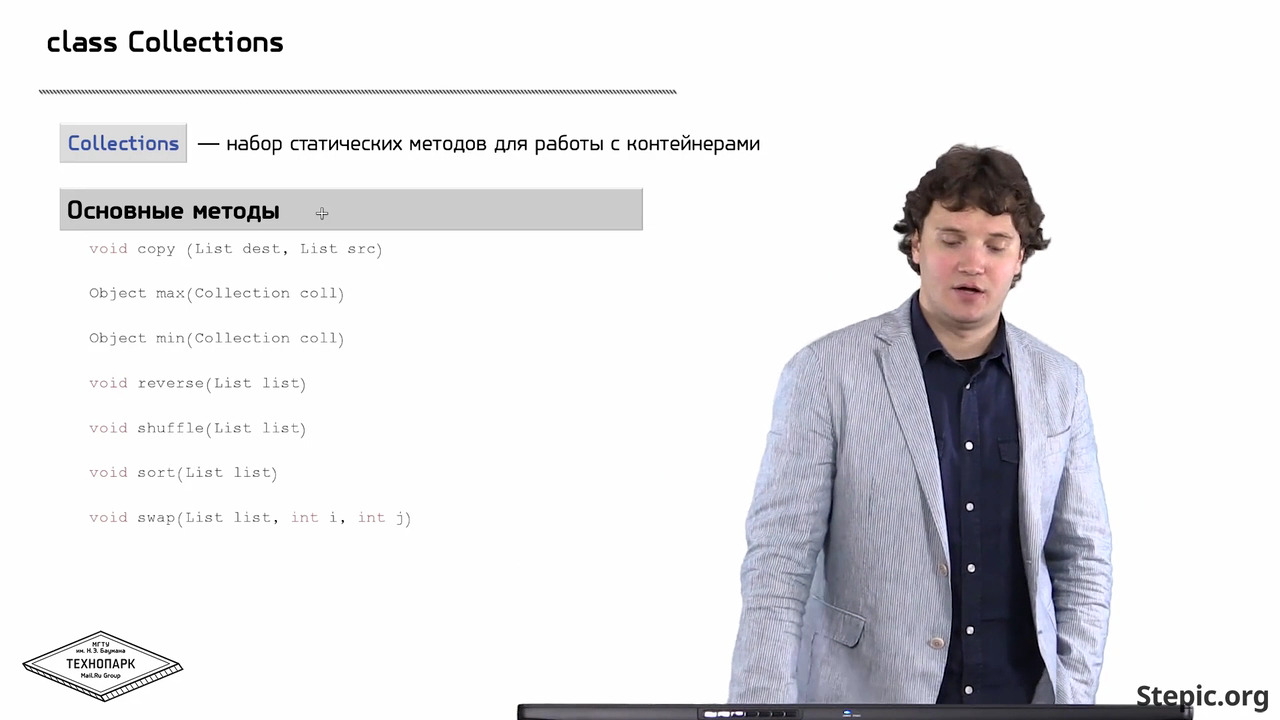 class Collections
Collections — набор статических методов для работы с контейнерами
Основные методы
void copy (List dest, List src)
Object max(Collection coll)
Object min(Collection coll)
void reverse(List list)
void shuffle(List list)
void sort(List list)
void swap(List list, int i, int j)
МГТУ
им. Н.Э. Баумана
ТЕХНОПАРК
Mail.Ru Group
Stepic.org